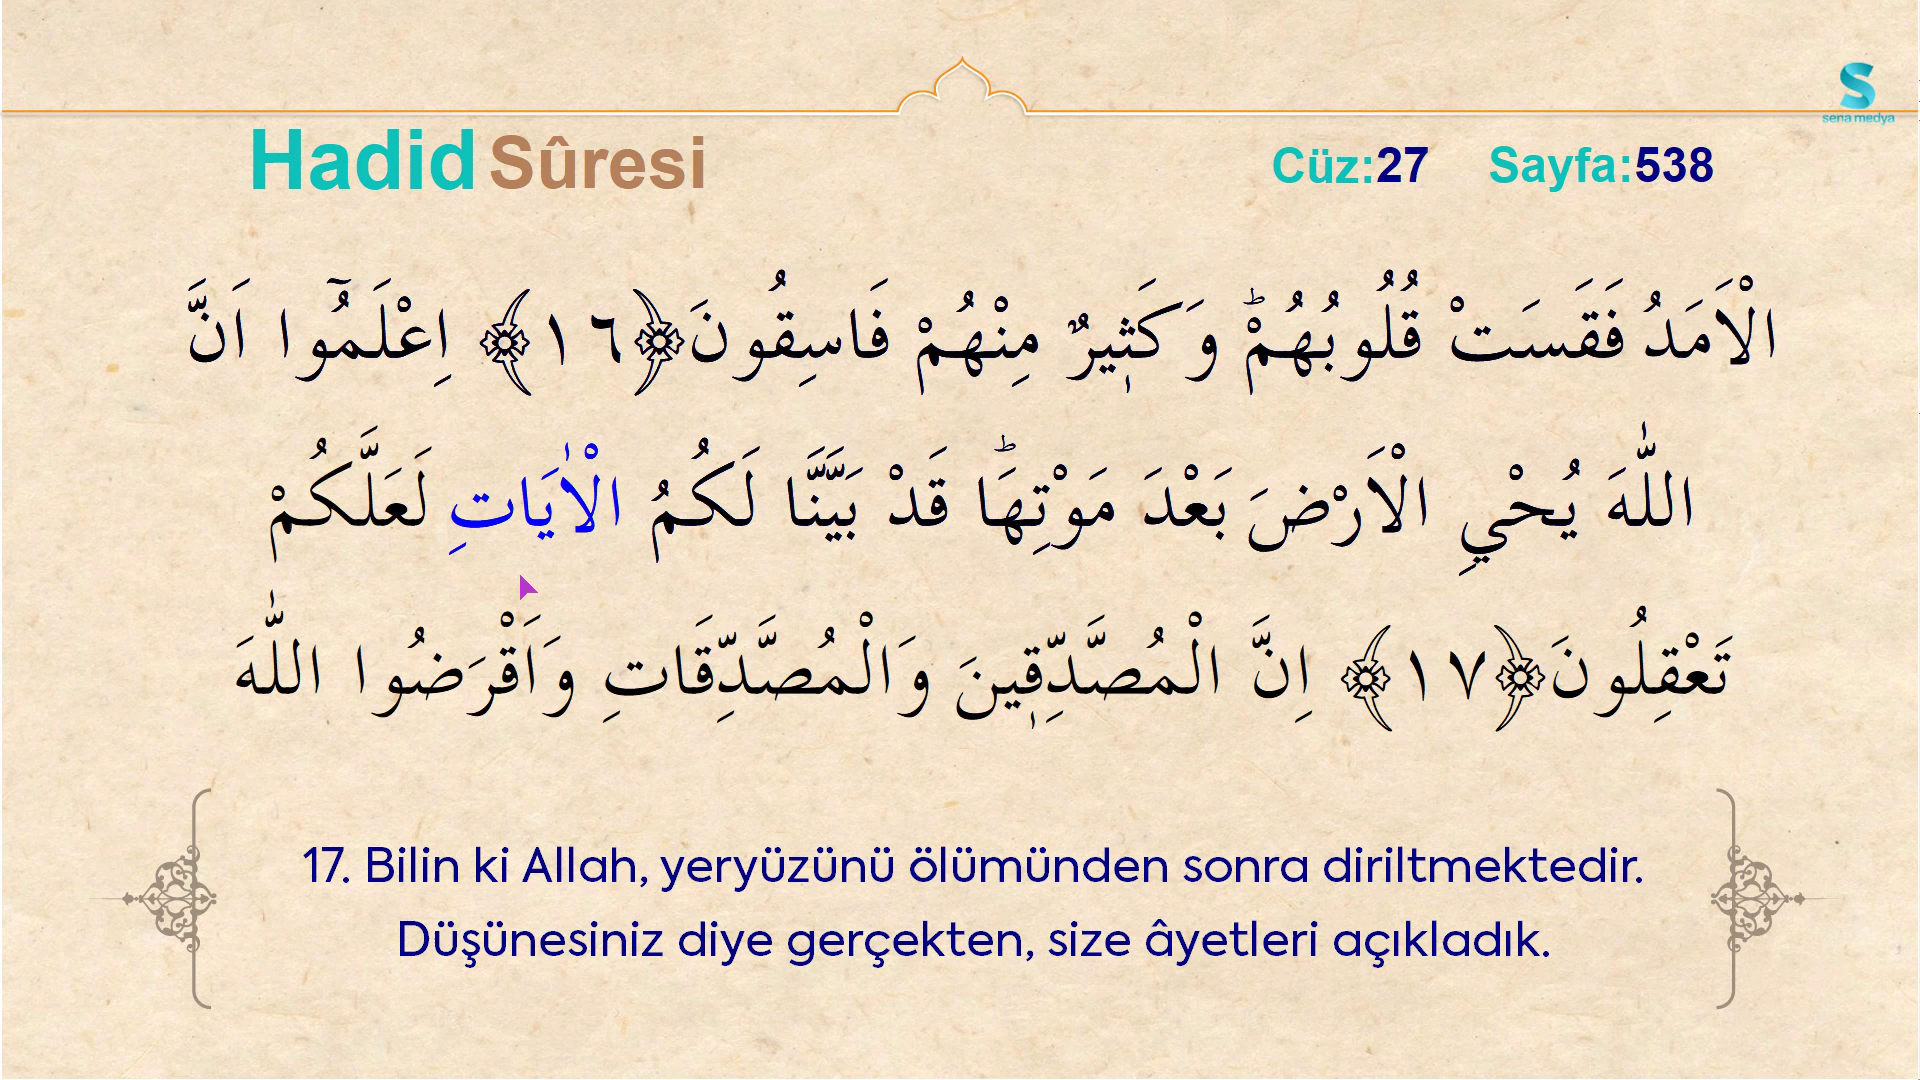 sena medya
Hadid Sûresi Cüz:27 Sayfa:538
الْاَمَدُ فَقَسَتْ قُلُوبُهُمْۜ وَكَث۪يرٌ مِنْهُمْ فَاسِقُونَ﴿١٦﴾ اِعْلَمُٓوا اَنَّ
اللّٰهَ يُحْيِ الْاَرْضَ بَعْدَ مَوْتِهَاۜ قَدْ بَيَّنَّا لَكُمُ الْاٰيَاتِ لَعَلَّكُمْ
تَعْقِلُونَ﴿١٧﴾ اِنَّ الْمُصَّدِّق۪ينَ وَالْمُصَّدِّقَاتِ وَاَقْرَضُوا اللّٰهَ
17. Bilin ki Allah, yeryüzünü ölümünden sonra diriltmektedir.
Düşünesiniz diye gerçekten, size âyetleri açıkladık.